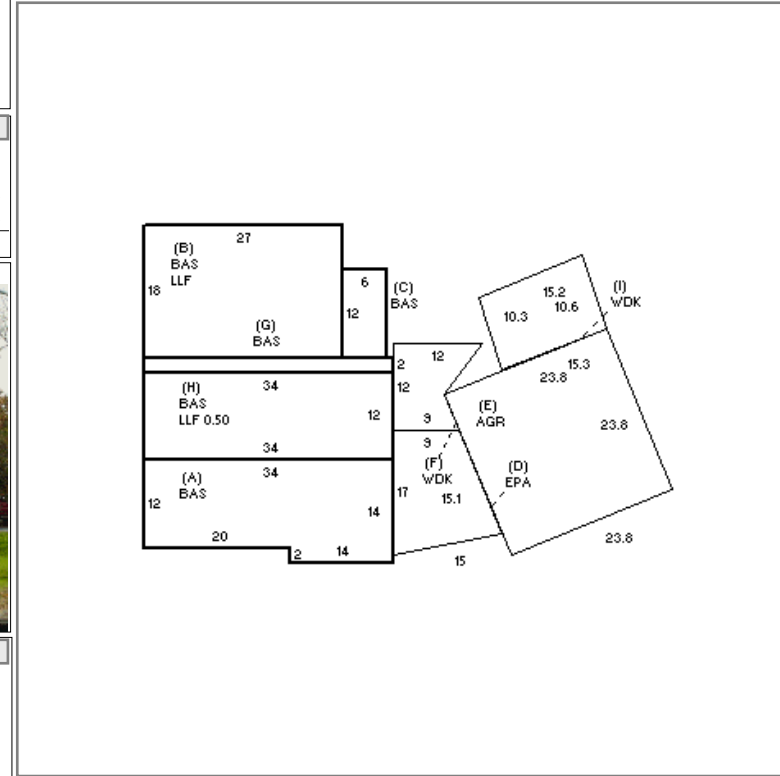 27
(B)
BAS
LLF
18
6
(C)
BAS
12
(G)
BAS
15.2
10.6
10.3
(I)
WDK
2
12
12
15.3
23.8
34
(H)
BAS
LLF 0.50
12
34
9
(E)
AGR
23.8
9
34
(A)
BAS
(F)
WDK
(D)
EPA
12
14
17
15.1
20
2
14
15
23.8